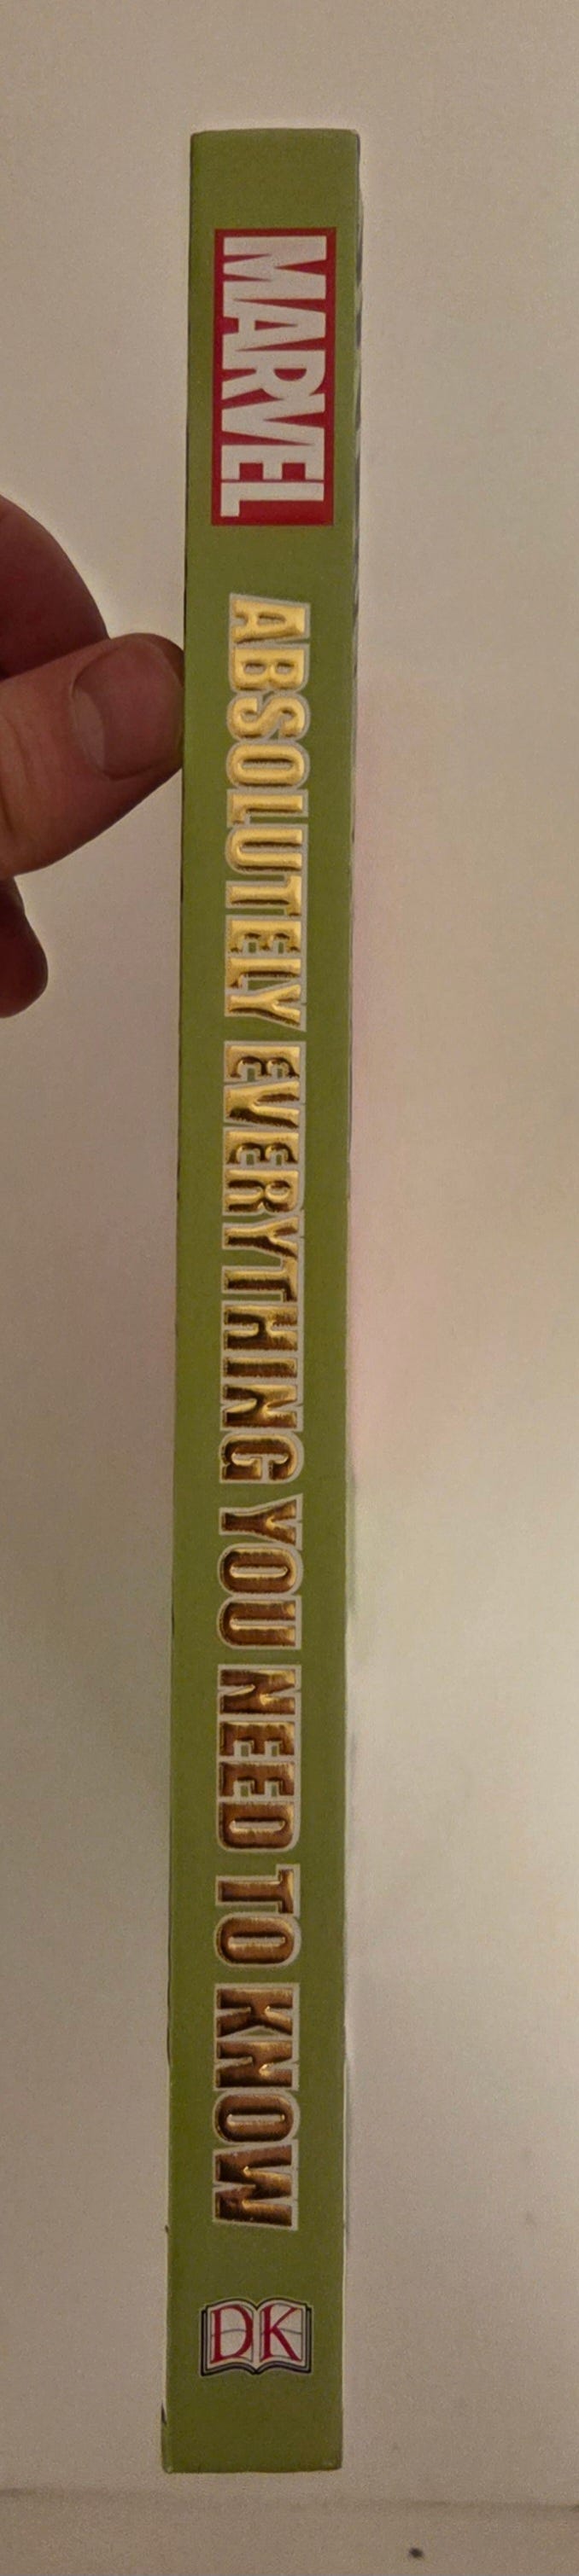 MARVEL
ABSOLUTELY EVERYTHING YOU NEED TO KNOW
DK